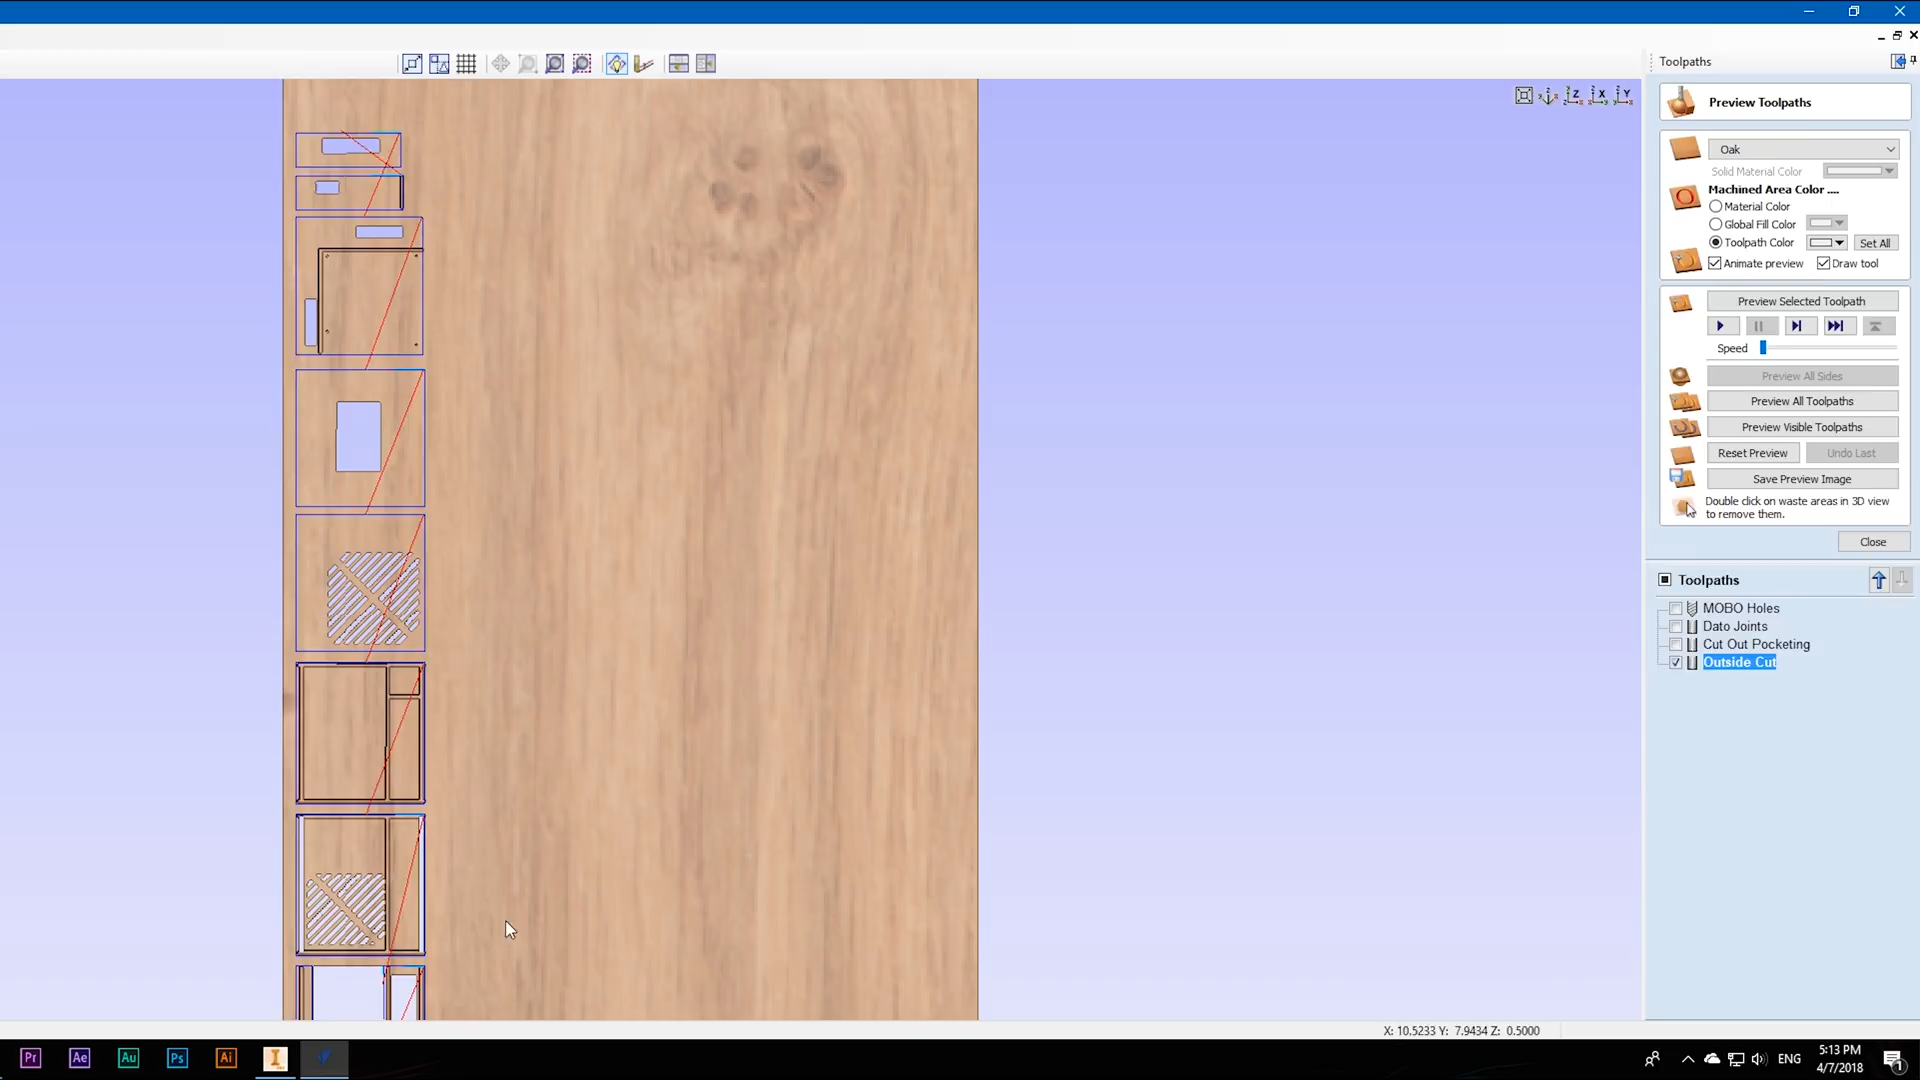 Toolpaths
Z X Y
Preview Toolpaths
Oak
Solid Material Color
Machined Area Color ....
Material Color
Global Fill Color
Toolpath Color Set All
Animate preview Draw tool
Preview Selected Toolpath
Speed
Preview All Sides
Preview All Toolpaths
Preview Visible Toolpaths
Reset Preview Undo Last
Save Preview Image
Double click on waste areas in 3D view
to remove them.
Close
Toolpaths
MOBO Holes
Dato Joints
Cut Out Pocketing
Outside Cut
X: 10.5233 Y: 7.9434 Z: 0.5000
Pr Ae Au Ps Ai I
ENG
5:13 PM
4/7/2018
1